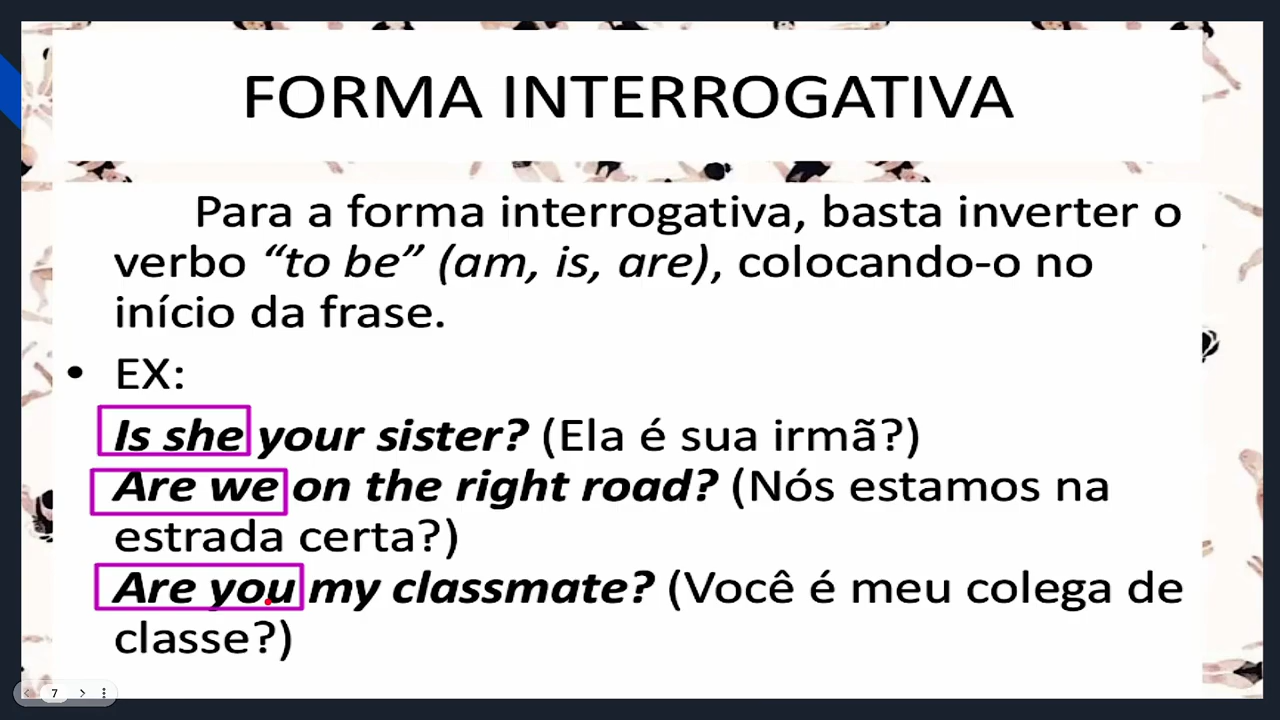 FORMA INTERROGATIVA
Para a forma interrogativa, basta inverter o
verbo “to be” (am, is, are), colocando-o no
início da frase.
• EX:
Is she your sister? (Ela é sua irmã?)
Are we on the right road? (Nós estamos na
estrada certa?)
Are you my classmate? (Você é meu colega de
classe?)
7